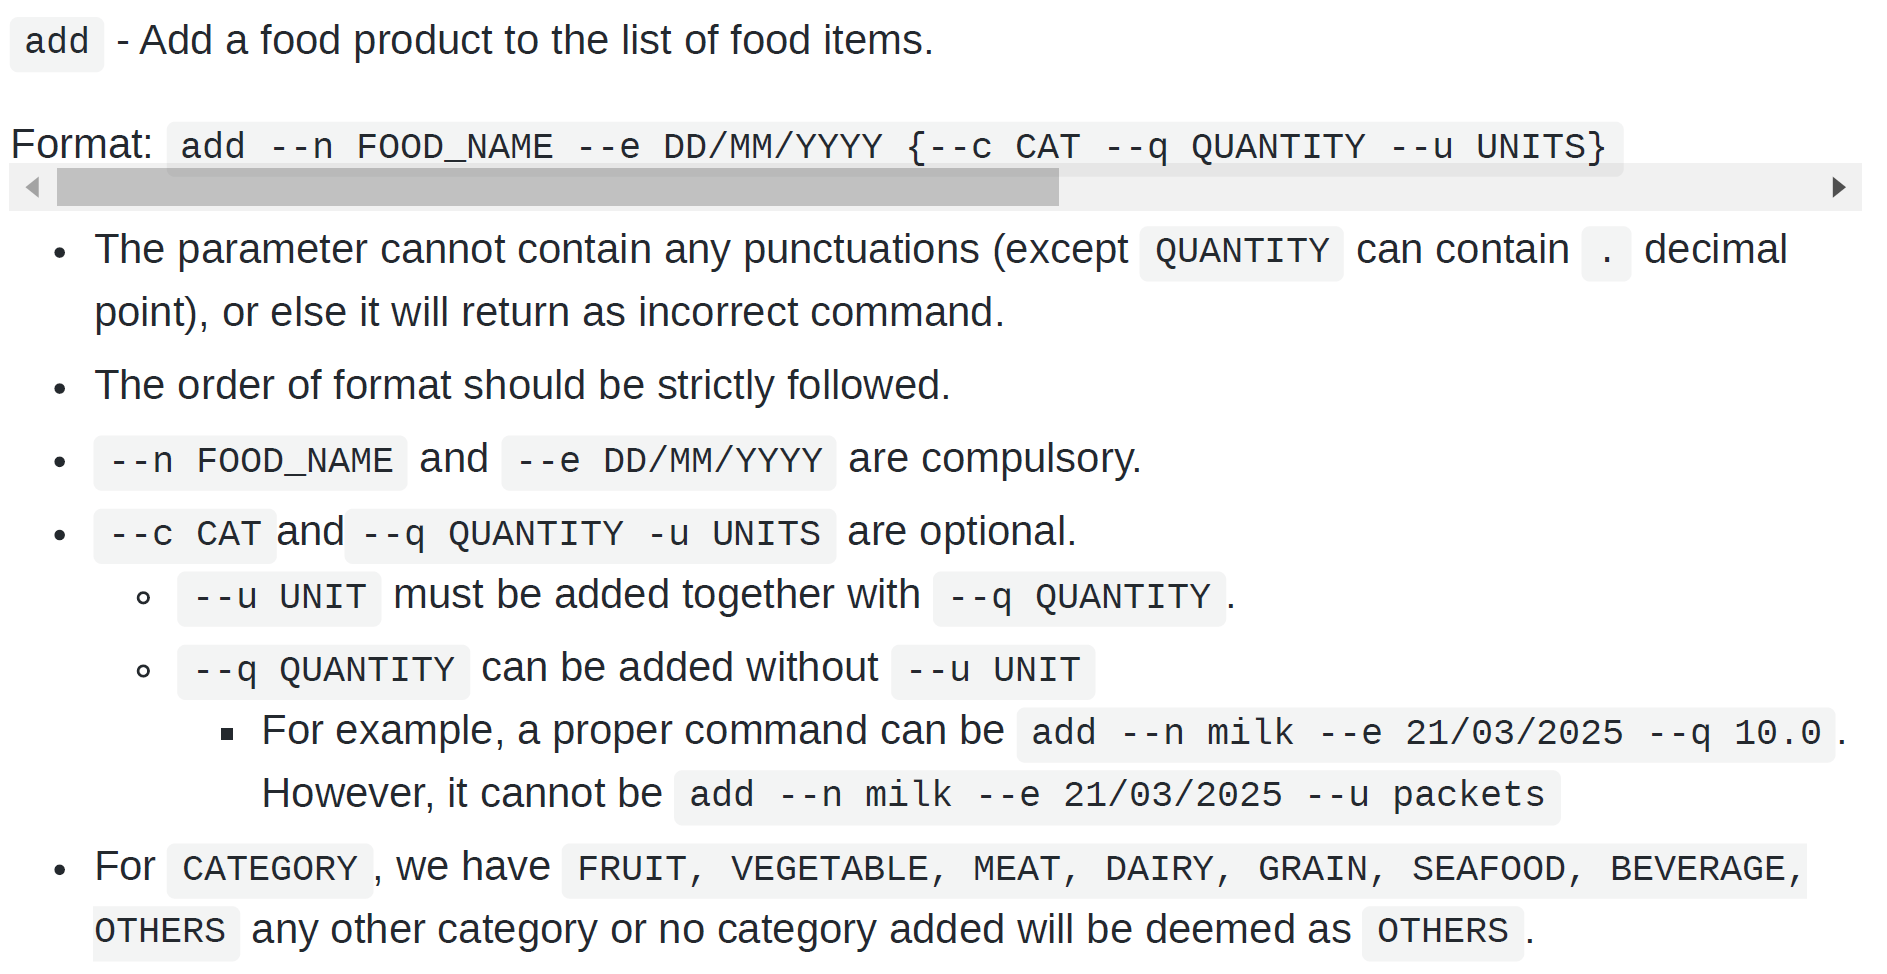 add - Add a food product to the list of food items.
Format: add --n FOOD_NAME --e DD/MM/YYYY {--c CAT --q QUANTITY --u UNITS}
• The parameter cannot contain any punctuations (except QUANTITY can contain . decimal
point), or else it will return as incorrect command.
• The order of format should be strictly followed.
• --n FOOD_NAME and --e DD/MM/YYYY are compulsory.
• --c CAT and --q QUANTITY -u UNITS are optional.
◦ --u UNIT must be added together with --q QUANTITY.
◦ --q QUANTITY can be added without --u UNIT
▪ For example, a proper command can be add --n milk --e 21/03/2025 --q 10.0.
However, it cannot be add --n milk --e 21/03/2025 --u packets
• For CATEGORY, we have FRUIT, VEGETABLE, MEAT, DAIRY, GRAIN, SEAFOOD, BEVERAGE,
OTHERS any other category or no category added will be deemed as OTHERS.